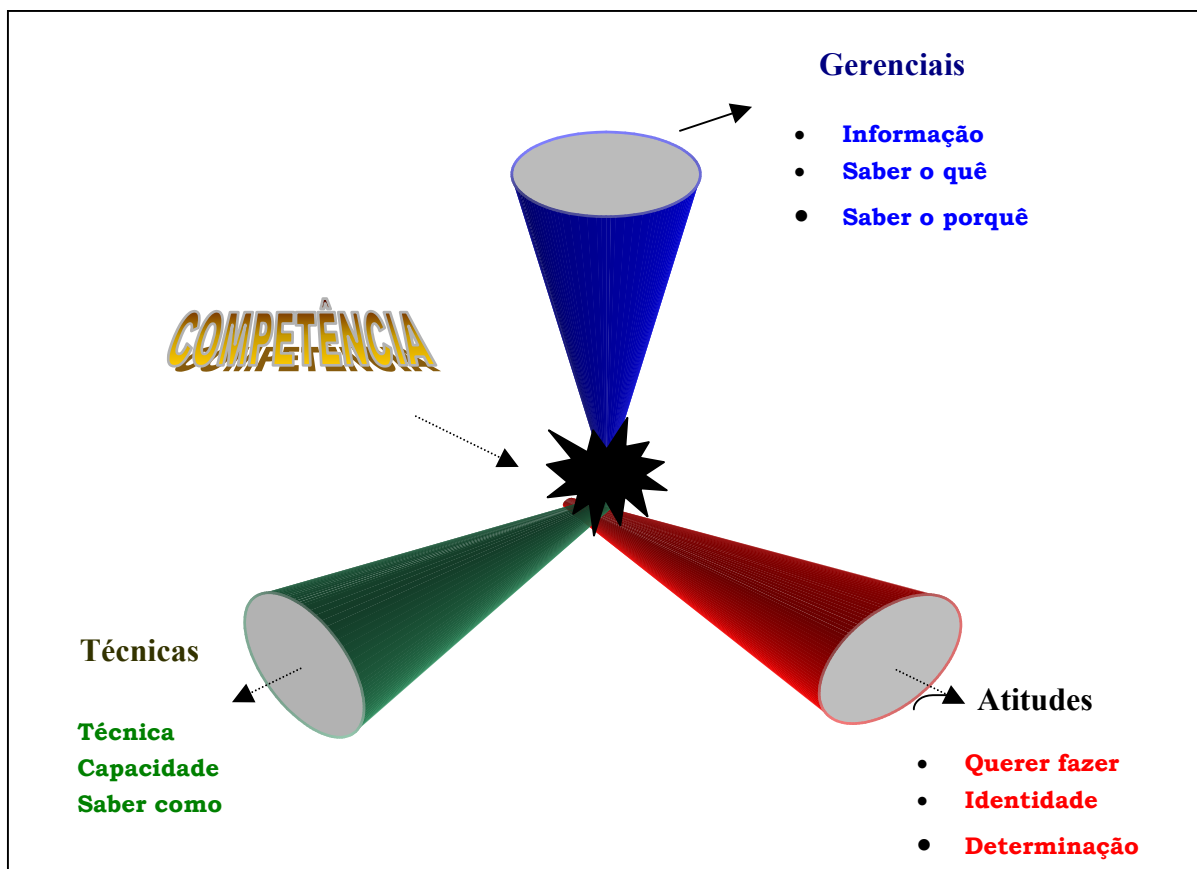 Gerenciais
• Informação
• Saber o quê
• Saber o porquê
COMPETÊNCIA
Técnicas
Técnica
Capacidade
Saber como
Atitudes
• Querer fazer
• Identidade
• Determinação